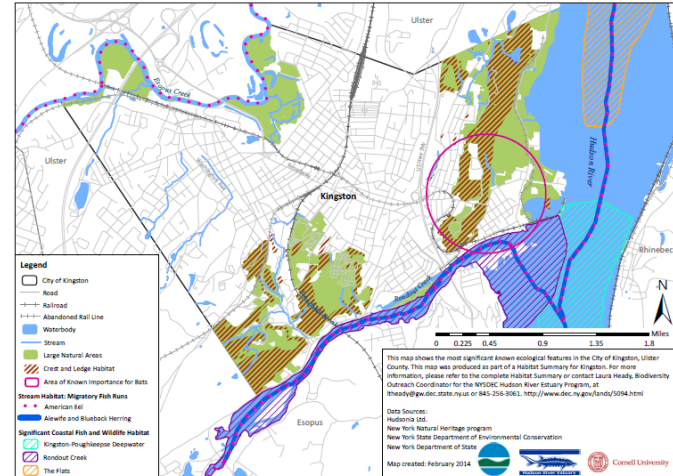 Ulster
Esopus Creek
Ulster
Kingston
Hudson River
Rhinebec
Rondout Creek
Esopus
N
0 0.225 0.45 0.9 1.35 1.8
Miles
Legend
City of Kingston
Road
Railroad
Abandoned Rail Line
Waterbody
Stream
Large Natural Areas
Crest and Ledge Habitat
Area of Known Importance for Bats
Stream Habitat: Migratory Fish Runs
American Eel
Alewife and Blueback Herring
Significant Coastal Fish and Wildlife Habitat
Kingston-Poughkeepsie Deepwater
Rondout Creek
The Flats
This map shows the most significant known ecological features in the City of Kingston, Ulster
County. This map was produced as part of a Habitat Summary for Kingston. For more
information, please refer to the complete Habitat Summary or contact Laura Heady, Biodiversity
Outreach Coordinator for the NYSDEC Hudson River Estuary Program, at
ltheady@gw.dec.state.ny.us or 845-256-3061. http://www.dec.ny.gov/lands/5094.html
Data Sources:
Hudsonia Ltd.
New York Natural Heritage program
New York State Department of Environmental Conservation
New York Department of State
Map created: February 2014
Hudson River Estuary
Cornell University